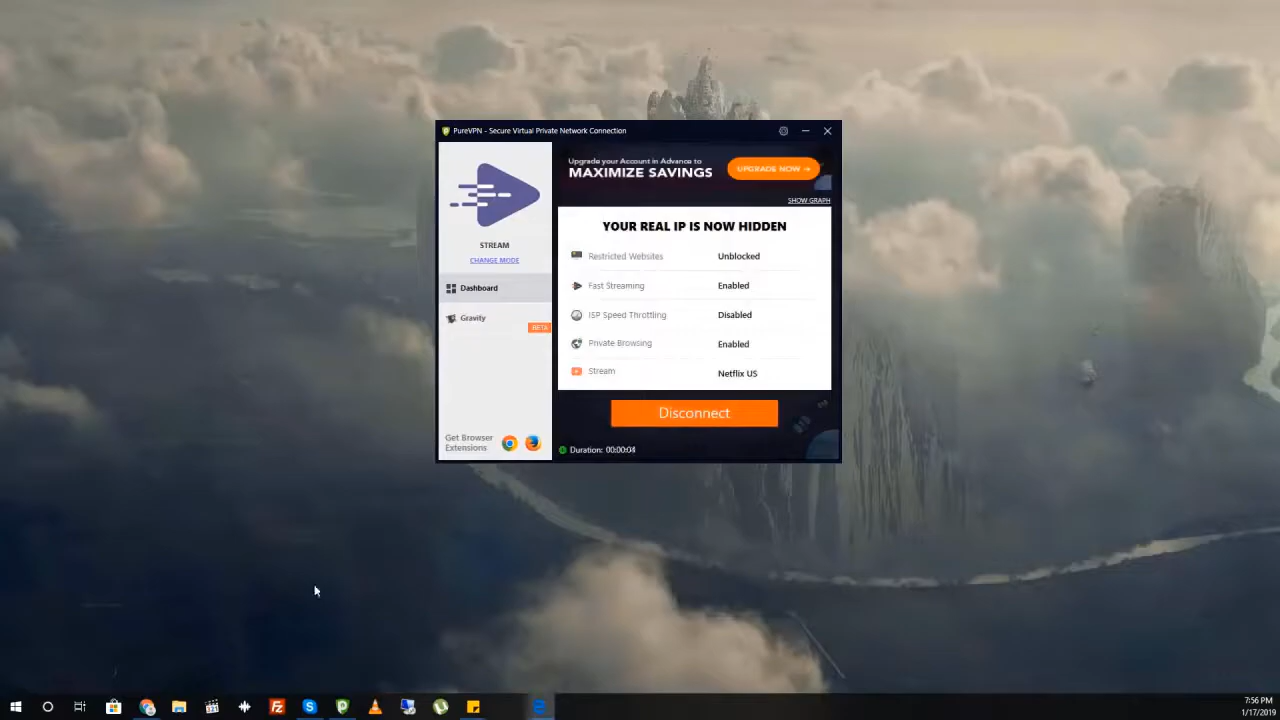 PureVPN - Secure Virtual Private Network Connection
Upgrade your Account in Advance to
MAXIMIZE SAVINGS
UPGRADE NOW
SHOW GRAPH
STREAM
CHANGE MODE
Dashboard
Gravity
BETA
Get Browser
Extensions
YOUR REAL IP IS NOW HIDDEN
Restricted Websites Unblocked
Fast Streaming Enabled
ISP Speed Throttling Disabled
Private Browsing Enabled
Stream Netflix US
Disconnect
Duration: 00:00:04
7:56 PM
1/17/2019